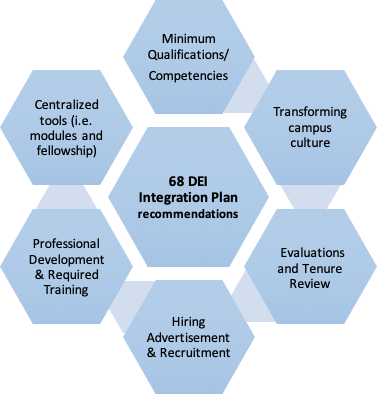 Minimum
Qualifications/
Competencies
Centralized
tools (i.e.
modules and
fellowship)
Transforming
campus
culture
68 DEI
Integration Plan
recommendations
Professional
Development
& Required
Training
Evaluations
and Tenure
Review
Hiring
Advertisement
& Recruitment